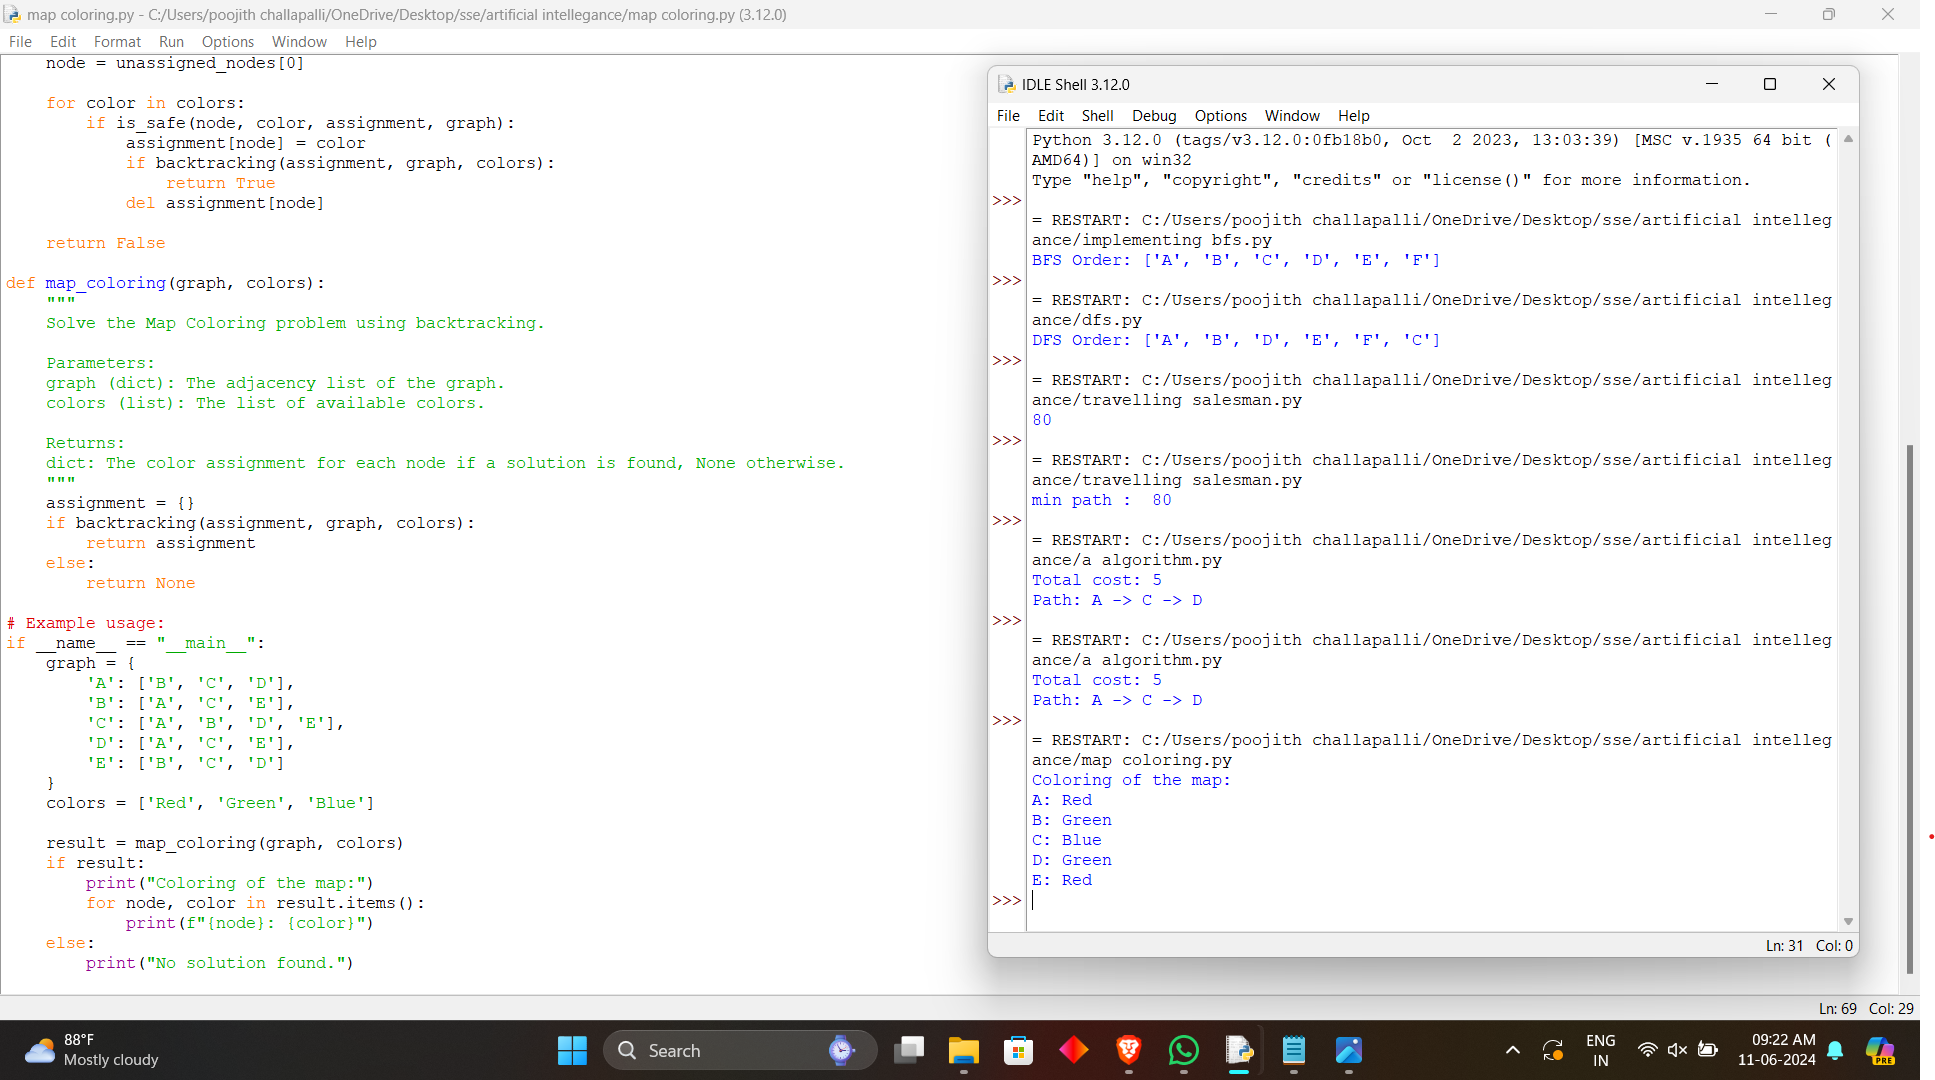 map coloring.py - C:/Users/poojith challapalli/OneDrive/Desktop/sse/artificial intellegance/map coloring.py (3.12.0)
File Edit Format Run Options Window Help
    node = unassigned_nodes[0]

    for color in colors:
        if is_safe(node, color, assignment, graph):
            assignment[node] = color
            if backtracking(assignment, graph, colors):
                return True
            del assignment[node]

    return False

def map_coloring(graph, colors):
    """
    Solve the Map Coloring problem using backtracking.

    Parameters:
    graph (dict): The adjacency list of the graph.
    colors (list): The list of available colors.

    Returns:
    dict: The color assignment for each node if a solution is found, None otherwise.
    """
    assignment = {}
    if backtracking(assignment, graph, colors):
        return assignment
    else:
        return None

# Example usage:
if __name__ == "__main__":
    graph = {
        'A': ['B', 'C', 'D'],
        'B': ['A', 'C', 'E'],
        'C': ['A', 'B', 'D', 'E'],
        'D': ['A', 'C', 'E'],
        'E': ['B', 'C', 'D']
    }
    colors = ['Red', 'Green', 'Blue']

    result = map_coloring(graph, colors)
    if result:
        print("Coloring of the map:")
        for node, color in result.items():
            print(f"{node}: {color}")
    else:
        print("No solution found.")
Ln: 69 Col: 29
IDLE Shell 3.12.0
File Edit Shell Debug Options Window Help
Python 3.12.0 (tags/v3.12.0:0fb18b0, Oct  2 2023, 13:03:39) [MSC v.1935 64 bit (
AMD64)] on win32
Type "help", "copyright", "credits" or "license()" for more information.
>>>
= RESTART: C:/Users/poojith challapalli/OneDrive/Desktop/sse/artificial intelleg
ance/implementing bfs.py
BFS Order: ['A', 'B', 'C', 'D', 'E', 'F']
>>>
= RESTART: C:/Users/poojith challapalli/OneDrive/Desktop/sse/artificial intelleg
ance/dfs.py
DFS Order: ['A', 'B', 'D', 'E', 'F', 'C']
>>>
= RESTART: C:/Users/poojith challapalli/OneDrive/Desktop/sse/artificial intelleg
ance/travelling salesman.py
80
>>>
= RESTART: C:/Users/poojith challapalli/OneDrive/Desktop/sse/artificial intelleg
ance/travelling salesman.py
min path :  80
>>>
= RESTART: C:/Users/poojith challapalli/OneDrive/Desktop/sse/artificial intelleg
ance/a algorithm.py
Total cost: 5
Path: A -> C -> D
>>>
= RESTART: C:/Users/poojith challapalli/OneDrive/Desktop/sse/artificial intelleg
ance/a algorithm.py
Total cost: 5
Path: A -> C -> D
>>>
= RESTART: C:/Users/poojith challapalli/OneDrive/Desktop/sse/artificial intelleg
ance/map coloring.py
Coloring of the map:
A: Red
B: Green
C: Blue
D: Green
E: Red
>>>
Ln: 31 Col: 0
88°F
Mostly cloudy
Search
ENG
IN
09:22 AM
11-06-2024
PRE